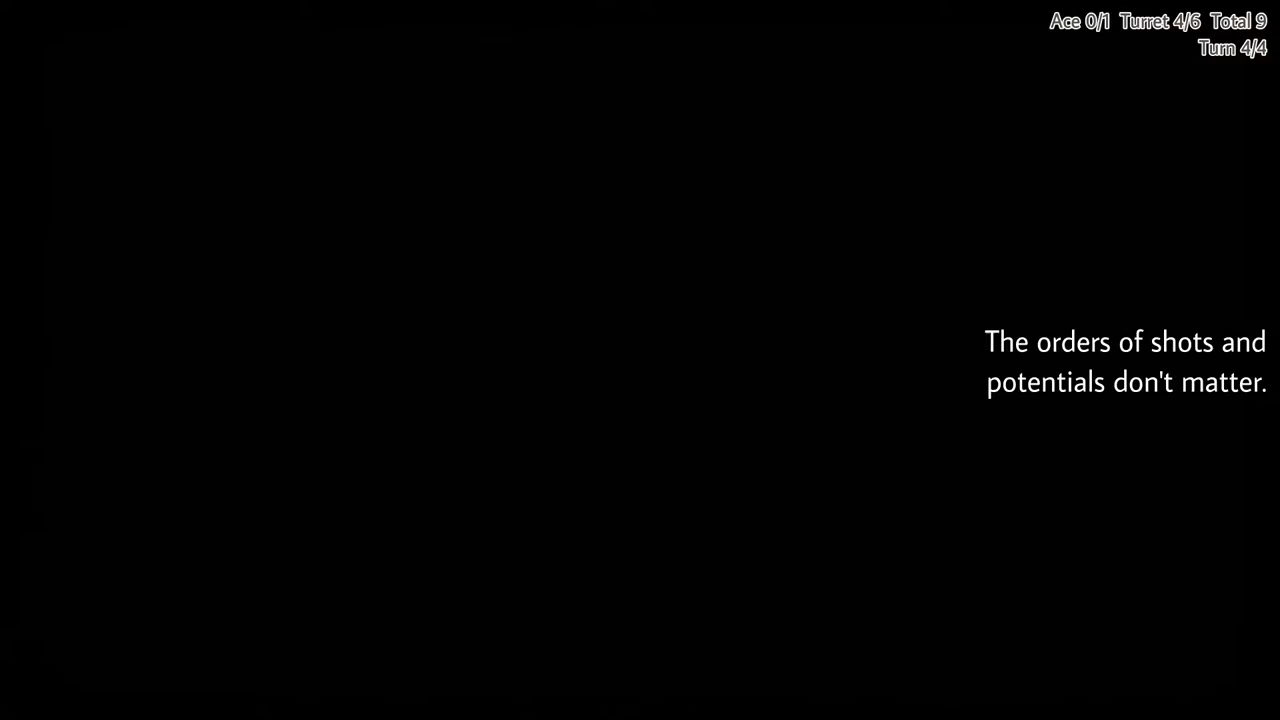 Ace 0/1 Turret 4/6 Total 9
Turn 4/4
The orders of shots and
potentials don't matter.